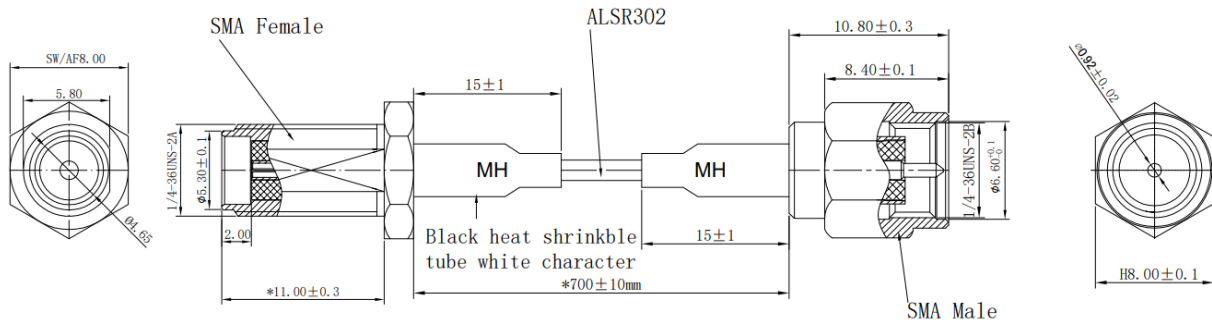 SMA Female
ALSR302
10.80±0.3
SW/AF8.00
8.40±0.1
ø0.92±0.02
15±1
5.80
1/4-36UNS-2A
ϕ5.30±0.1
MH
MH
1/4-36UNS-2B
ϕ6.60+0.1 -0
Ø4.65
2.00
Black heat shrinkble
tube white character
15±1
*11.00±0.3
*700±10mm
H8.00±0.1
SMA Male